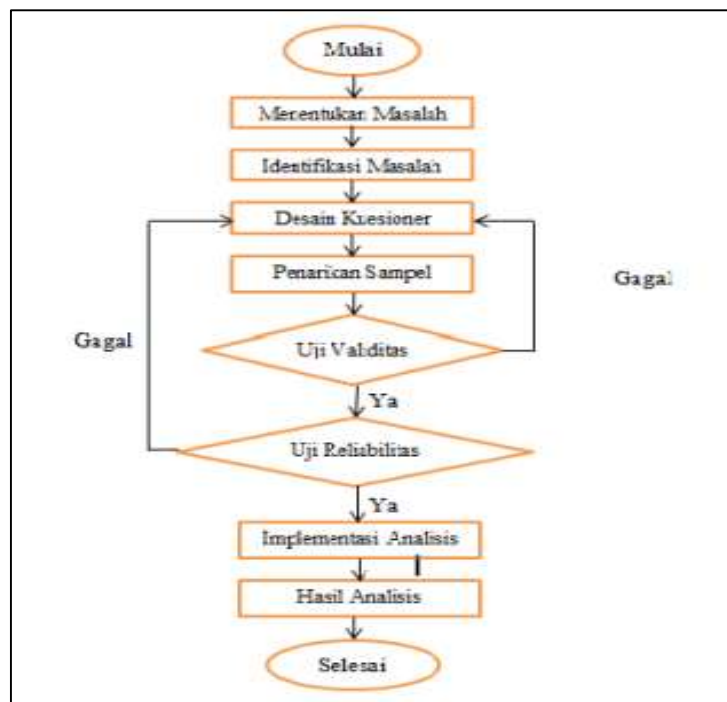 Mulai
Menentukan Masalah
Identifikasi Masalah
Desain Kuesioner
Penarikan Sampel
Gagal
Gagal
Uji Validitas
Ya
Uji Reliabilitas
Ya
Implementasi Analisis
Hasil Analisis
Selesai